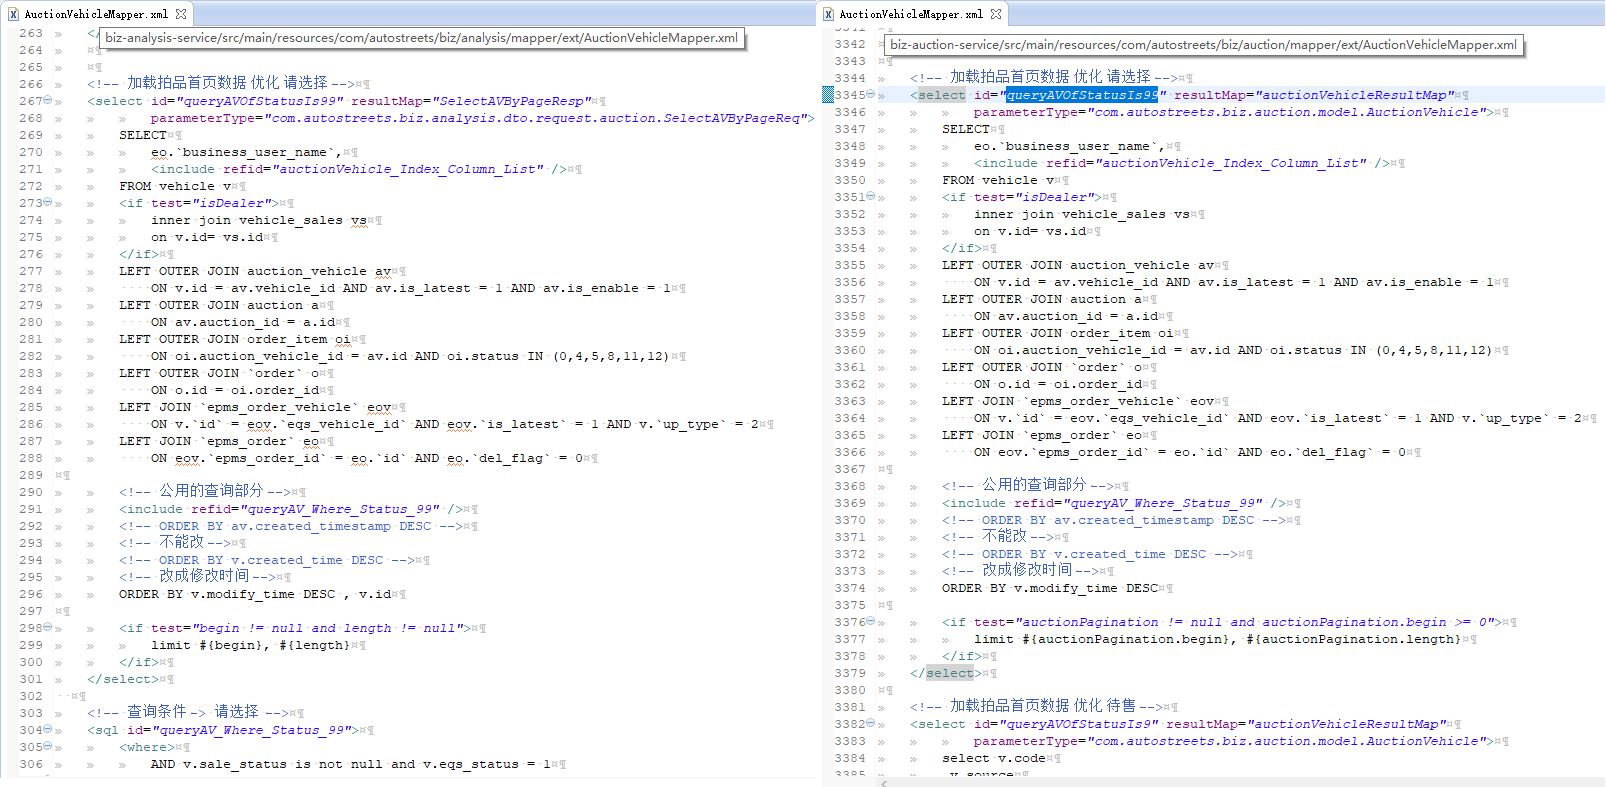 AuctionVehicleMapper.xml
263 </
biz-analysis-service/src/main/resources/com/autostreets/biz/analysis/mapper/ext/AuctionVehicleMapper.xml
264
265
266 <!-- 加载拍品首页数据 优化 请选择 -->
267 <select id="queryAVOfStatusIs99" resultMap="SelectAVByPageResp"
268 parameterType="com.autostreets.biz.analysis.dto.request.auction.SelectAVByPageReq">
269 SELECT
270 eo.`business_user_name`,
271 <include refid="auctionVehicle_Index_Column_List" />
272 FROM vehicle v
273 <if test="isDealer">
274 inner join vehicle_sales vs
275 on v.id= vs.id
276 </if>
277 LEFT OUTER JOIN auction_vehicle av
278 ON v.id = av.vehicle_id AND av.is_latest = 1 AND av.is_enable = 1
279 LEFT OUTER JOIN auction a
280 ON av.auction_id = a.id
281 LEFT OUTER JOIN order_item oi
282 ON oi.auction_vehicle_id = av.id AND oi.status IN (0,4,5,8,11,12)
283 LEFT OUTER JOIN `order` o
284 ON o.id = oi.order_id
285 LEFT JOIN `epms_order_vehicle` eov
286 ON v.`id` = eov.`eqs_vehicle_id` AND eov.`is_latest` = 1 AND v.`up_type` = 2
287 LEFT JOIN `epms_order` eo
288 ON eov.`epms_order_id` = eo.`id` AND eo.`del_flag` = 0
289
290 <!-- 公用的查询部分 -->
291 <include refid="queryAV_Where_Status_99" />
292 <!-- ORDER BY av.created_timestamp DESC -->
293 <!-- 不能改 -->
294 <!-- ORDER BY v.created_time DESC -->
295 <!-- 改成修改时间 -->
296 ORDER BY v.modify_time DESC , v.id
297
298 <if test="begin != null and length != null">
299 limit #{begin}, #{length}
300 </if>
301 </select>
302
303 <!-- 查询条件 -> 请选择 -->
304 <sql id="queryAV_Where_Status_99">
305 <where>
306 AND v.sale_status is not null and v.eqs_status = 1
AuctionVehicleMapper.xml
3341
3342
biz-auction-service/src/main/resources/com/autostreets/biz/auction/mapper/ext/AuctionVehicleMapper.xml
3343
3344 <!-- 加载拍品首页数据 优化 请选择 -->
3345 <select id="queryAVOfStatusIs99" resultMap="auctionVehicleResultMap"
3346 parameterType="com.autostreets.biz.auction.model.AuctionVehicle">
3347 SELECT
3348 eo.`business_user_name`,
3349 <include refid="auctionVehicle_Index_Column_List" />
3350 FROM vehicle v
3351 <if test="isDealer">
3352 inner join vehicle_sales vs
3353 on v.id= vs.id
3354 </if>
3355 LEFT OUTER JOIN auction_vehicle av
3356 ON v.id = av.vehicle_id AND av.is_latest = 1 AND av.is_enable = 1
3357 LEFT OUTER JOIN auction a
3358 ON av.auction_id = a.id
3359 LEFT OUTER JOIN order_item oi
3360 ON oi.auction_vehicle_id = av.id AND oi.status IN (0,4,5,8,11,12)
3361 LEFT OUTER JOIN `order` o
3362 ON o.id = oi.order_id
3363 LEFT JOIN `epms_order_vehicle` eov
3364 ON v.`id` = eov.`eqs_vehicle_id` AND eov.`is_latest` = 1 AND v.`up_type` = 2
3365 LEFT JOIN `epms_order` eo
3366 ON eov.`epms_order_id` = eo.`id` AND eo.`del_flag` = 0
3367
3368 <!-- 公用的查询部分 -->
3369 <include refid="queryAV_Where_Status_99" />
3370 <!-- ORDER BY av.created_timestamp DESC -->
3371 <!-- 不能改 -->
3372 <!-- ORDER BY v.created_time DESC -->
3373 <!-- 改成修改时间 -->
3374 ORDER BY v.modify_time DESC
3375
3376 <if test="auctionPagination != null and auctionPagination.begin >= 0">
3377 limit #{auctionPagination.begin}, #{auctionPagination.length}
3378 </if>
3379 </select>
3380
3381 <!-- 加载拍品首页数据 优化 待售 -->
3382 <select id="queryAVOfStatusIs9" resultMap="auctionVehicleResultMap"
3383 parameterType="com.autostreets.biz.auction.model.AuctionVehicle">
3384 select v.code
3385 ,v.source